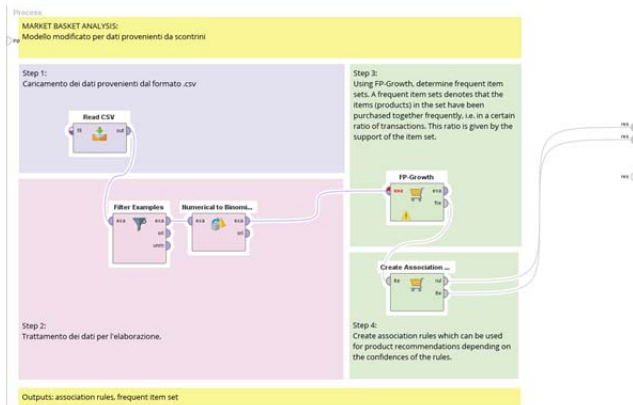 Process
MARKET BASKET ANALYSIS:
Modello modificato per dati provenienti da scontrini
inp
Step 1:
Caricamento dei dati provenienti dal formato .csv
Read CSV
fil
out
Step 3:
Using FP-Growth, determine frequent item
sets. A frequent item sets denotes that the
items (products) in the set have been
purchased together frequently, i.e. in a certain
ratio of transactions. This ratio is given by the
support of the item set.
res
res
res
FP-Growth
exa
exa
fre
Filter Examples
exa
exa
ori
unm
Numerical to Binomi...
exa
exa
ori
Create Association ...
ite
rul
ite
Step 2:
Trattamento dei dati per l'elaborazione.
Step 4:
Create association rules which can be used
for product recommendations depending on
the confidences of the rules.
Outputs: association rules, frequent item set